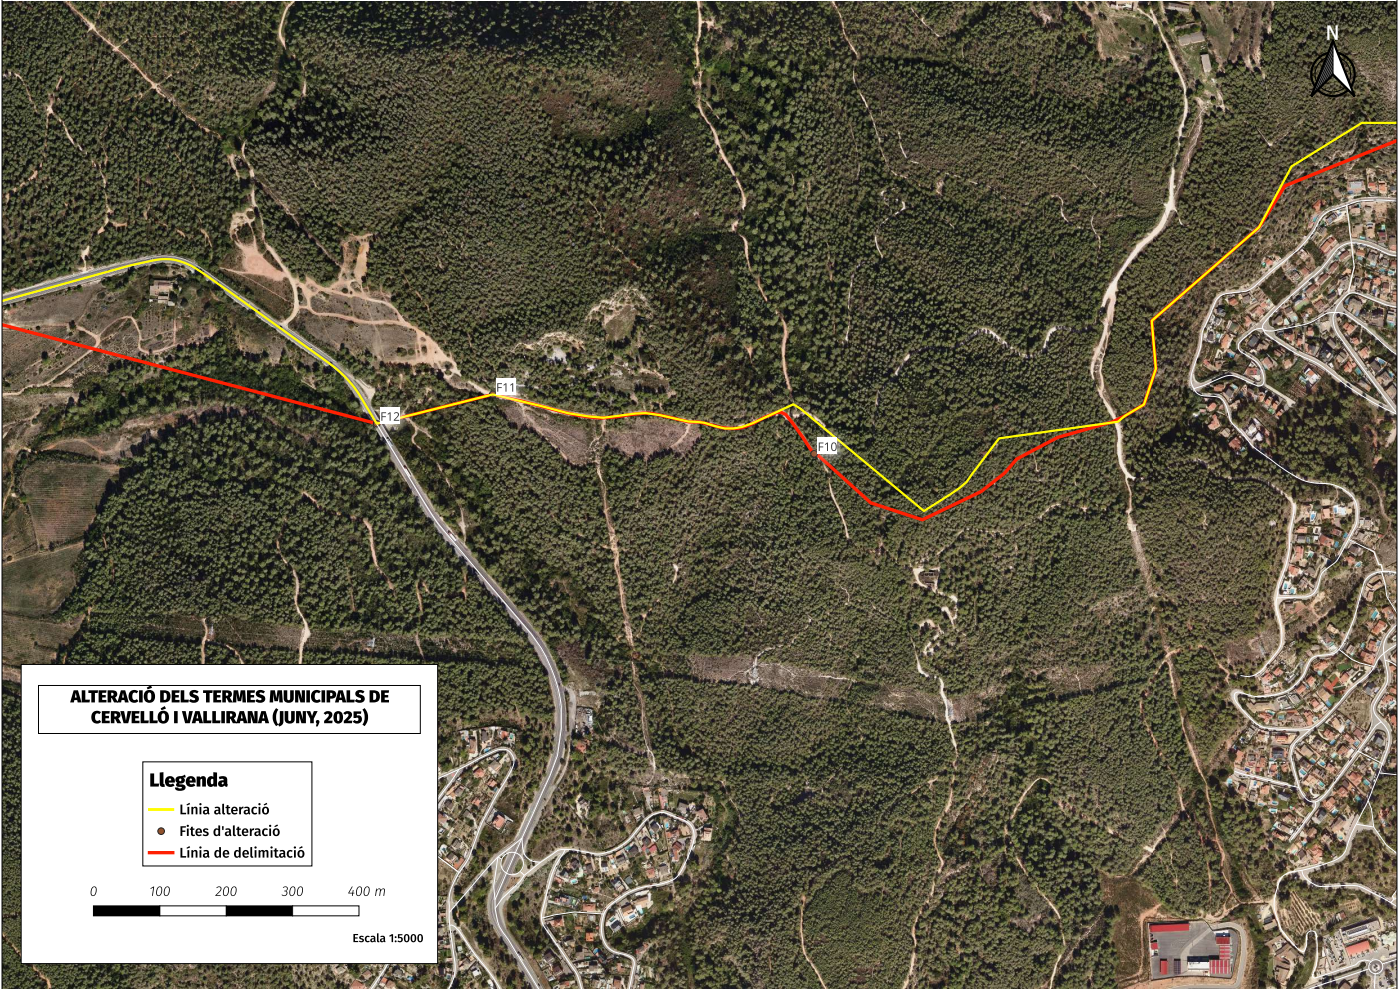 N
F11
F12
F10
ALTERACIÓ DELS TERMES MUNICIPALS DE
CERVELLÓ I VALLIRANA (JUNY, 2025)
Llegenda
Línia alteració
Fites d'alteració
Línia de delimitació
0 100 200 300 400 m
Escala 1:5000